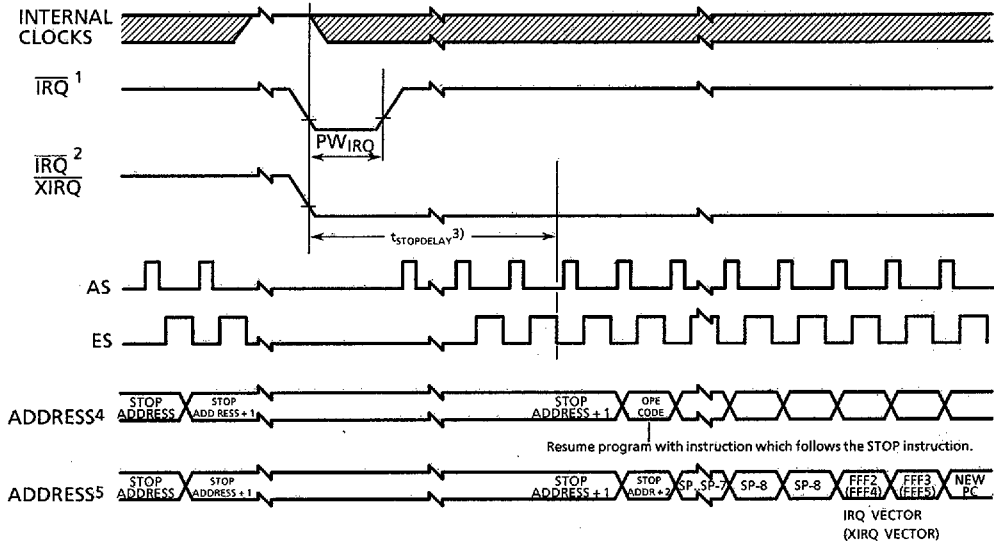 INTERNAL
CLOCKS
IRQ 1
PWIRQ
IRQ 2
XIRQ
tSTOPDELAY3)
AS
ES
ADDRESS4
STOP
ADDRESS
STOP
ADD RESS + 1
STOP
ADDRESS + 1
OPE
CODE
Resume program with instruction which follows the STOP instruction.
ADDRESS5
STOP
ADDRESS
STOP
ADDRESS + 1
STOP
ADDRESS + 1
STOP
ADDR + 2
SP..SP-7
SP-8
SP-8
FFF2
(FFF4)
FFF3
(FFF5)
NEW
PC
IRQ VECTOR
(XIRQ VECTOR)